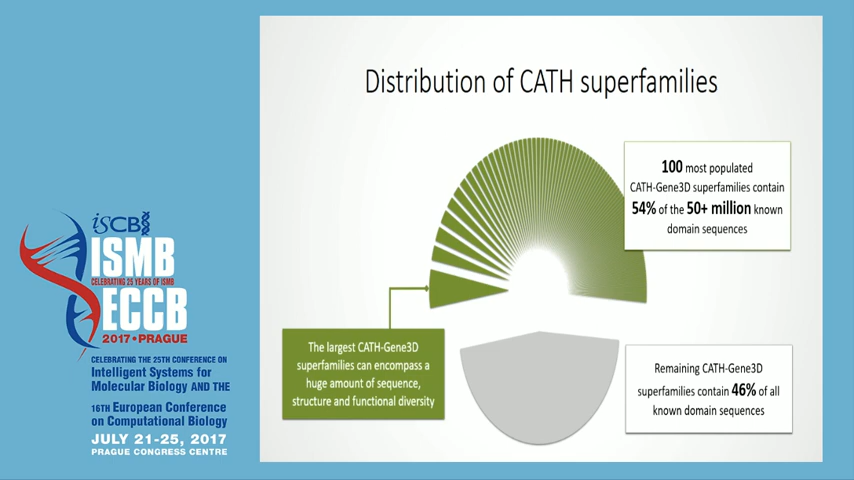 Distribution of CATH superfamilies
100 most populated
CATH-Gene3D superfamilies contain
54% of the 50+ million known
domain sequences
The largest CATH-Gene3D
superfamilies can encompass a
huge amount of sequence,
structure and functional diversity
Remaining CATH-Gene3D
superfamilies contain 46% of all
known domain sequences
iSCB
ISMB
CELEBRATING 25 YEARS OF ISMB
ECCB
2017•PRAGUE
CELEBRATING THE 25TH CONFERENCE ON
Intelligent Systems for
Molecular Biology AND THE
16TH European Conference
on Computational Biology
JULY 21-25, 2017
PRAGUE CONGRESS CENTRE